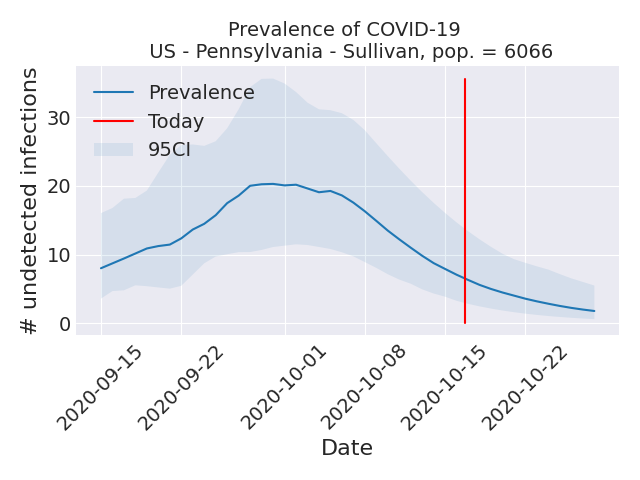 Prevalence of COVID-19
US - Pennsylvania - Sullivan, pop. = 6066
# undetected infections
30
20
10
0
Prevalence
Today
95CI
2020-09-15
2020-09-22
2020-10-01
2020-10-08
2020-10-15
2020-10-22
Date